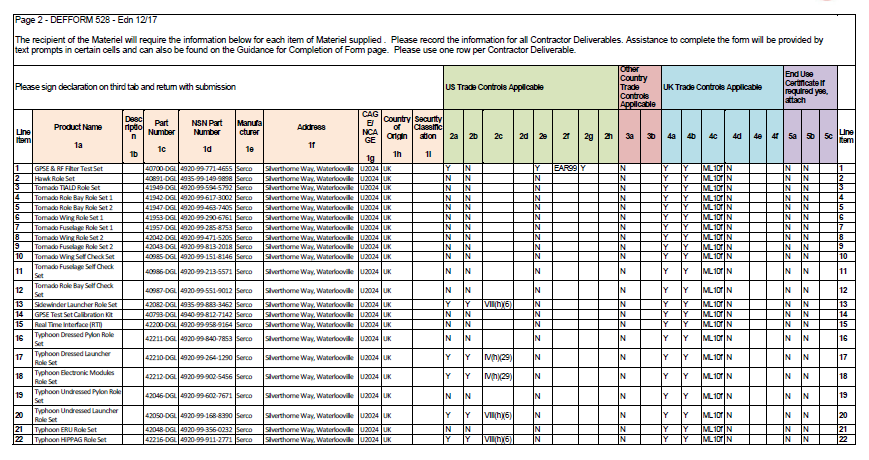 Page 2 - DEFFORM 528 - Edn 12/17
The recipient of the Materiel will require the information below for each item of Materiel supplied . Please record the information for all Contractor Deliverables. Assistance to complete the form will be provided by
text prompts in certain cells and can also be found on the Guidance for Completion of Form page. Please use one row per Contractor Deliverable.
Please sign declaration on third tab and return with submission US Trade Controls Applicable Other Country Trade Controls Applicable UK Trade Controls Applicable End Use Certificate If required yes, attach
Line Item Product Name 1a Descriptio n 1b Part Number 1c NSN Part Number 1d Manufa cturer 1e Address 1f CAG E/ NCA GE 1g Country of Origin 1h Security Classific ation 1i 2a 2b 2c 2d 2e 2f 2g 2h 3a 3b 4a 4b 4c 4d 4e 4f 5a 5b 5c Line Item
1 GPSE & RF Filter Test Set 40700-DGL 4920-99-771-4655 Serco Silverthorne Way, Waterlooville U2024 UK Y N Y EAR99 Y N Y Y ML10f N N N 1
2 Hawk Role Set 40891-DGL 4935-99-149-9898 Serco Silverthorne Way, Waterlooville U2024 UK N N N N Y Y ML10f N N N 2
3 Tornado TIALD Role Set 41949-DGL 4920-99-594-5792 Serco Silverthorne Way, Waterlooville U2024 UK N N N N Y Y ML10f N N N 3
4 Tornado Role Bay Role Set 1 41942-DGL 4920-99-617-3002 Serco Silverthorne Way, Waterlooville U2024 UK N N N N Y Y ML10f N N N 4
5 Tornado Role Bay Role Set 2 41947-DGL 4920-99-463-7405 Serco Silverthorne Way, Waterlooville U2024 UK N N N N Y Y ML10f N N N 5
6 Tornado Wing Role Set 1 41953-DGL 4920-99-290-6761 Serco Silverthorne Way, Waterlooville U2024 UK N N N N Y Y ML10f N N N 6
7 Tornado Fuselage Role Set 1 41957-DGL 4920-99-285-8753 Serco Silverthorne Way, Waterlooville U2024 UK N N N N Y Y ML10f N N N 7
8 Tornado Wing Role Set 2 42042-DGL 4920-99-471-5205 Serco Silverthorne Way, Waterlooville U2024 UK N N N N Y Y ML10f N N N 8
9 Tornado Fuselage Role Set 2 42043-DGL 4920-99-813-2018 Serco Silverthorne Way, Waterlooville U2024 UK N N N N Y Y ML10f N N N 9
10 Tornado Wing Self Check Set 40985-DGL 4920-99-151-8146 Serco Silverthorne Way, Waterlooville U2024 UK N N N N Y Y ML10f N N N 10
11 Tornado Fuselage Self Check Set 40986-DGL 4920-99-213-5571 Serco Silverthorne Way, Waterlooville U2024 UK N N N N Y Y ML10f N N N 11
12 Tornado Role Bay Self Check Set 40987-DGL 4920-99-551-9012 Serco Silverthorne Way, Waterlooville U2024 UK N N N N Y Y ML10f N N N 12
13 Sidewinder Launcher Role Set 42082-DGL 4935-99-883-3462 Serco Silverthorne Way, Waterlooville U2024 UK Y Y VIII(h)(6) N N Y Y ML10f N N N 13
14 GPSE Test Set Calibration Kit 40793-DGL 4940-99-812-7142 Serco Silverthorne Way, Waterlooville U2024 UK N N N N Y Y ML10f N N N 14
15 Real Time Interface (RTI) 42200-DGL 4920-99-958-9164 Serco Silverthorne Way, Waterlooville U2024 UK N N N N Y Y ML10f N N N 15
16 Typhoon Dressed Pylon Role Set 42211-DGL 4920-99-840-7853 Serco Silverthorne Way, Waterlooville U2024 UK N N N N Y Y ML10f N N N 16
17 Typhoon Dressed Launcher Role Set 42210-DGL 4920-99-264-1290 Serco Silverthorne Way, Waterlooville U2024 UK Y Y IV(h)(29) N N Y Y ML10f N N N 17
18 Typhoon Electronic Modules Role Set 42212-DGL 4920-99-902-5456 Serco Silverthorne Way, Waterlooville U2024 UK Y Y IV(h)(29) N N Y Y ML10f N N N 18
19 Typhoon Undressed Pylon Role Set 42046-DGL 4920-99-602-7671 Serco Silverthorne Way, Waterlooville U2024 UK N N N N Y Y ML10f N N N 19
20 Typhoon Undressed Launcher Role Set 42050-DGL 4920-99-168-8390 Serco Silverthorne Way, Waterlooville U2024 UK Y Y VIII(h)(6) N N Y Y ML10f N N N 20
21 Typhoon ERU Role Set 42048-DGL 4920-99-356-0232 Serco Silverthorne Way, Waterlooville U2024 UK N N N N Y Y ML10f N N N 21
22 Typhoon HIPPAG Role Set 42216-DGL 4920-99-911-2771 Serco Silverthorne Way, Waterlooville U2024 UK Y Y VIII(h)(6) N N Y Y ML10f N N N 22